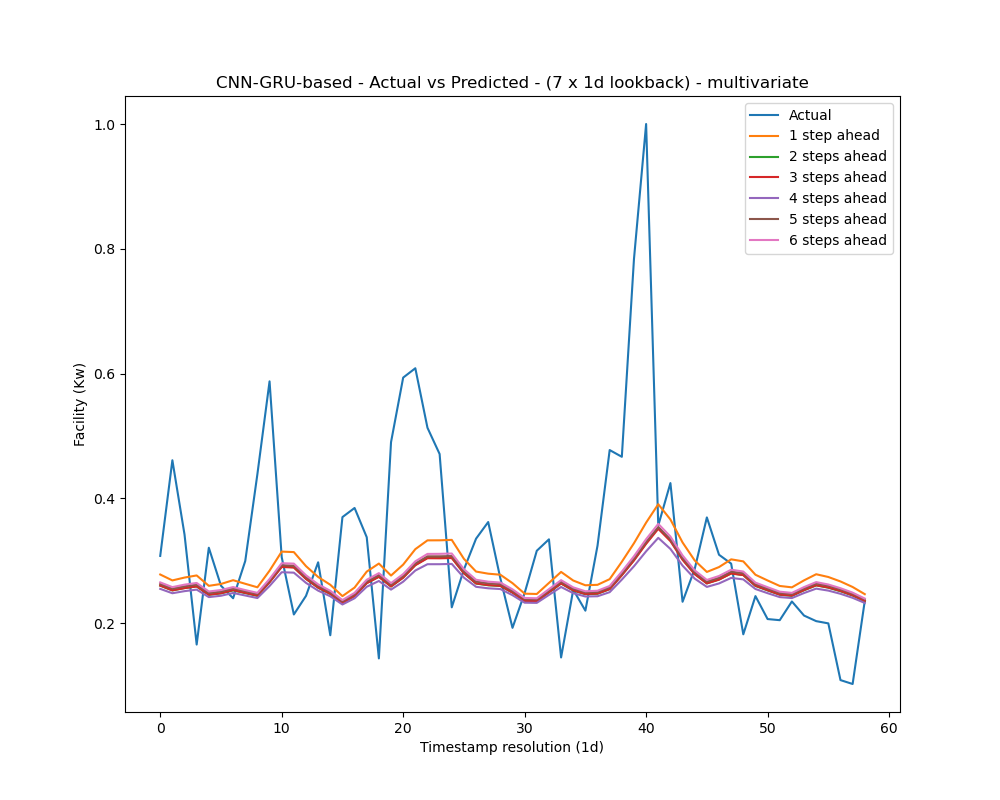 CNN-GRU-based - Actual vs Predicted - (7 x 1d lookback) - multivariate
Actual
1 step ahead
2 steps ahead
3 steps ahead
4 steps ahead
5 steps ahead
6 steps ahead
1.0
0.8
0.6
0.4
0.2
Facility (Kw)
0 10 20 30 40 50 60
Timestamp resolution (1d)